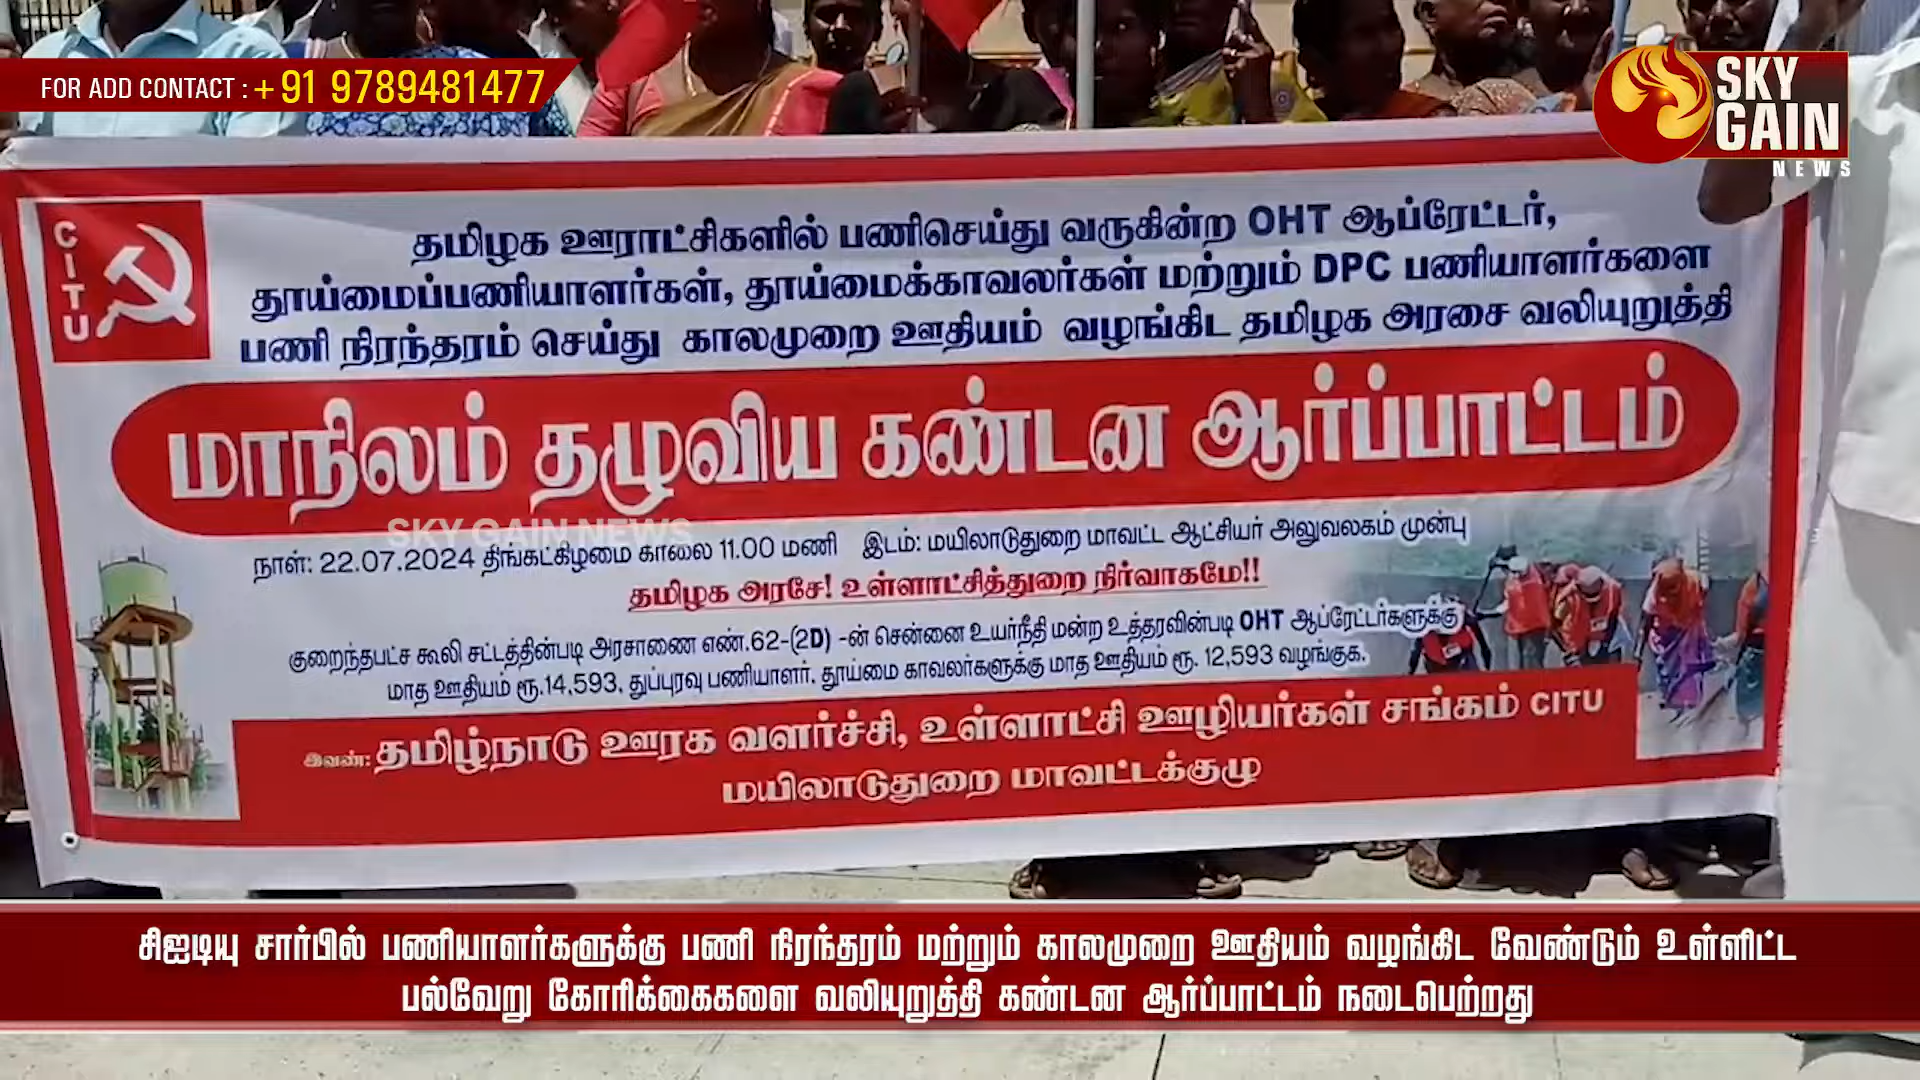 FOR ADD CONTACT : +91 9789481477
SKY
GAIN
NEWS
CITU
தமிழக ஊராட்சிகளில் பணிசெய்து வருகின்ற OHT ஆப்ரேட்டர்,
தூய்மைப்பணியாளர்கள், தூய்மைக்காவலர்கள் மற்றும் DPC பணியாளர்களை
பணி நிரந்தரம் செய்து காலமுறை ஊதியம் வழங்கிட தமிழக அரசை வலியுறுத்தி
மாநிலம் தழுவிய கண்டன ஆர்ப்பாட்டம்
SKY GAIN NEWS
நாள்: 22.07.2024 திங்கட்கிழமை காலை 11.00 மணி இடம்: மயிலாடுதுறை மாவட்ட ஆட்சியர் அலுவலகம் முன்பு
தமிழக அரசே! உள்ளாட்சித்துறை நிர்வாகமே!!
குறைந்தபட்ச கூலி சட்டத்தின்படி அரசாணை எண்.62-(2D) -ன் சென்னை உயர்நீதி மன்ற உத்தரவின்படி OHT ஆப்ரேட்டர்களுக்கு
மாத ஊதியம் ரூ.14,593. துப்புரவு பணியாளர். தூய்மை காவலர்களுக்கு மாத ஊதியம் ரூ. 12,593 வழங்குக.
இவண்: தமிழ்நாடு ஊரக வளர்ச்சி, உள்ளாட்சி ஊழியர்கள் சங்கம் CITU
மயிலாடுதுறை மாவட்டக்குழு
சிஐடியு சார்பில் பணியாளர்களுக்கு பணி நிரந்தரம் மற்றும் காலமுறை ஊதியம் வழங்கிட வேண்டும் உள்ளிட்ட
பல்வேறு கோரிக்கைகளை வலியுறுத்தி கண்டன ஆர்ப்பாட்டம் நடைபெற்றது